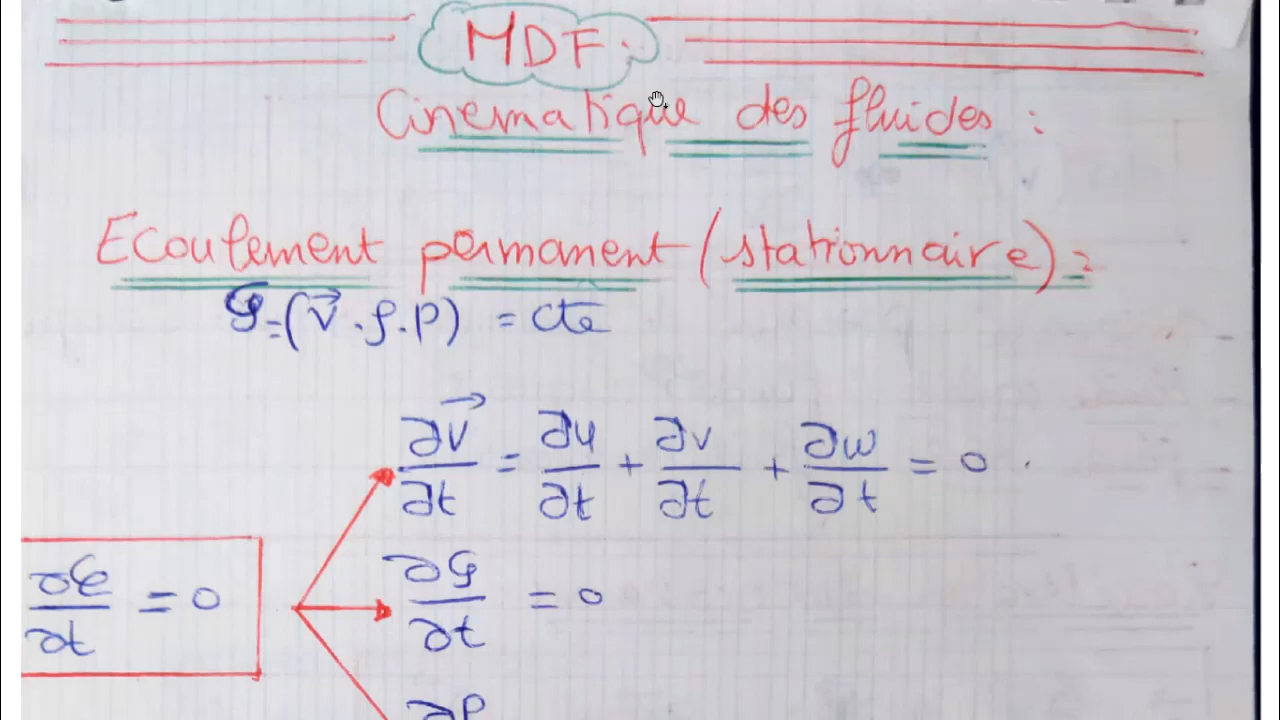 MDF:
Cinematique des fluides :
Ecoulement permanent (stationnaire) :
φ=(V⃗.ρ.P) = cte
∂V⃗/∂t = ∂u/∂t + ∂v/∂t + ∂w/∂t = 0
∂φ/∂t = 0
∂ρ/∂t = 0
∂P